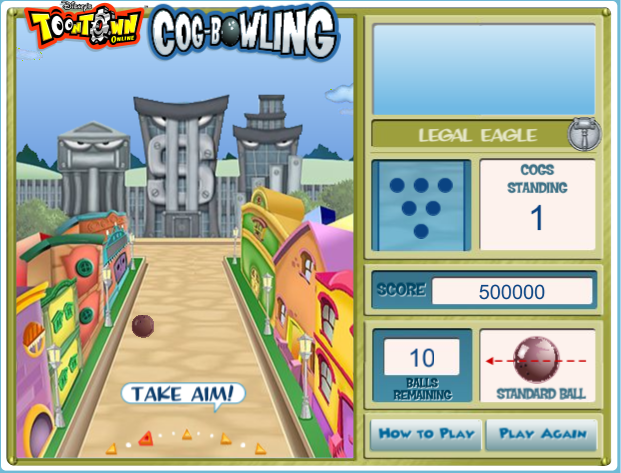 Disney's
TOONTOWN
ONLINE
COG-BOWLING
LEGAL EAGLE
COGS
STANDING
1
SCORE 500000
10
BALLS
REMAINING
STANDARD BALL
TAKE AIM!
HOW TO PLAY
PLAY AGAIN